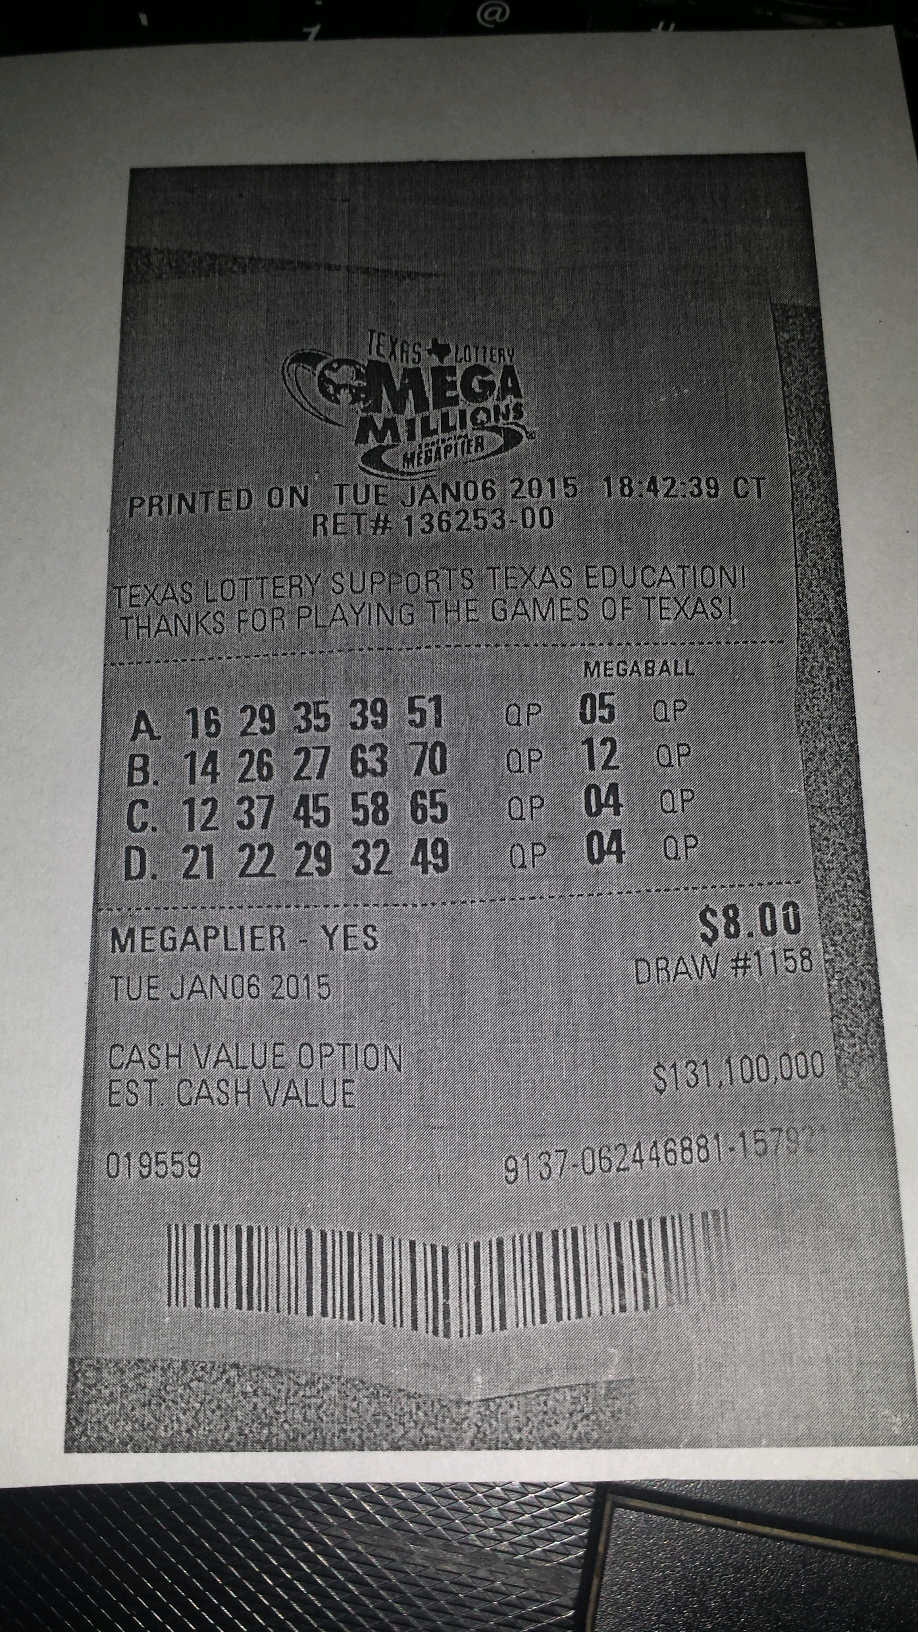 @
TEXAS LOTTERY
MEGA
MILLIONS
MEGAPLIER
PRINTED ON TUE JAN06 2015 18:42:39 CT
RET# 136253-00
TEXAS LOTTERY SUPPORTS TEXAS EDUCATION!
THANKS FOR PLAYING THE GAMES OF TEXAS!
MEGABALL
A. 16 29 35 39 51 QP 05 QP
B. 14 26 27 63 70 QP 12 QP
C. 12 37 45 58 65 QP 04 QP
D. 21 22 29 32 49 QP 04 QP
MEGAPLIER - YES $8.00
TUE JAN06 2015 DRAW #1158
CASH VALUE OPTION
EST. CASH VALUE $131,100,000
019559